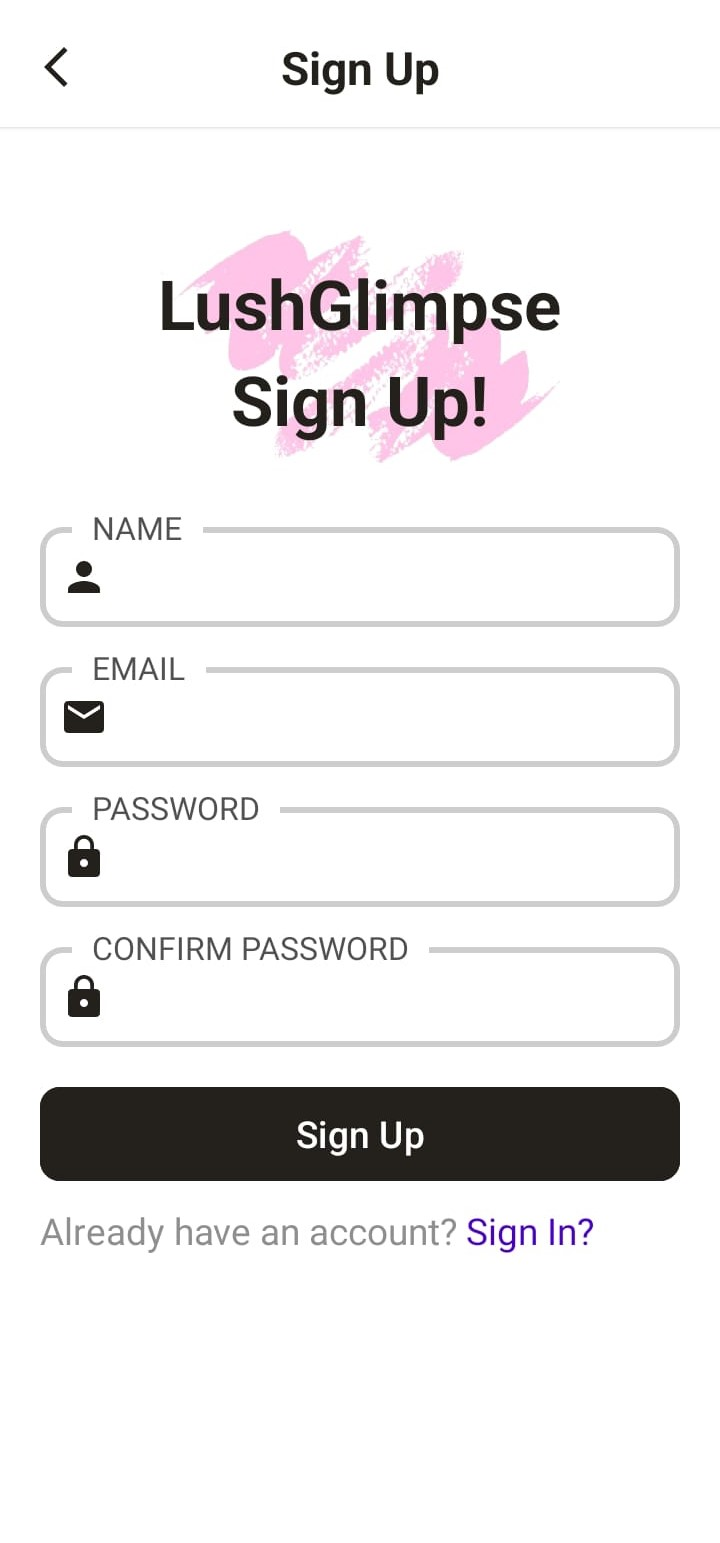 Sign Up
LushGlimpse
Sign Up!
NAME
EMAIL
PASSWORD
CONFIRM PASSWORD
Sign Up
Already have an account? Sign In?